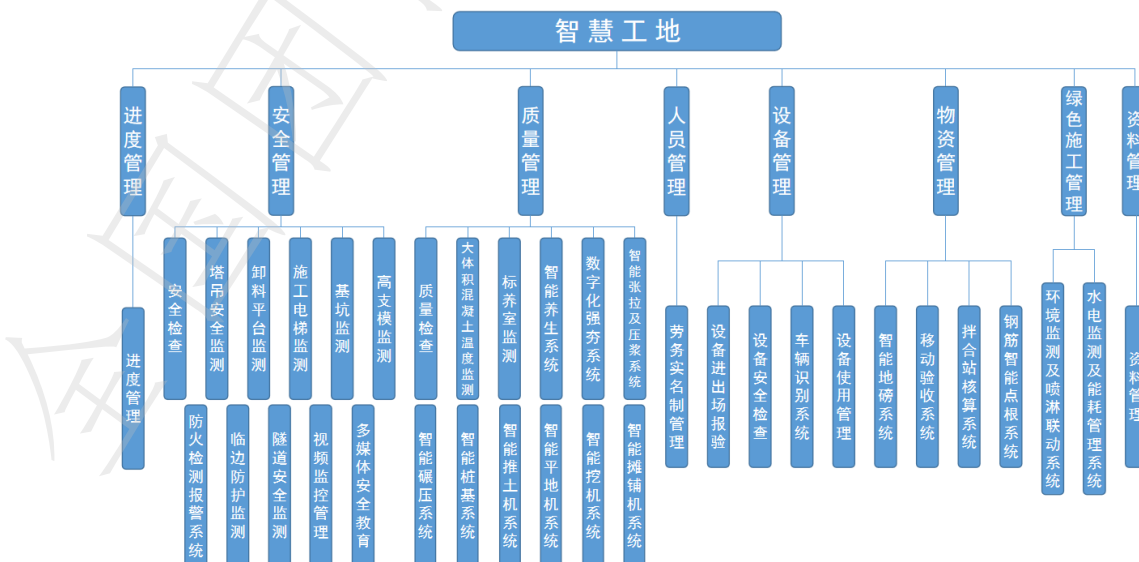 智慧工地
进度管理
安全管理
质量管理
人员管理
设备管理
物资管理
绿色施工管理
资料管理
进度管理
安全检查
塔吊安全监测
卸料平台监测
施工电梯监测
基坑监测
高支模监测
防火检测报警系统
临边防护监测
隧道安全监测
视频监控管理
多媒体安全教育
质量检查
大体积混凝土温度监测
标养室监测
智能养生系统
数字化强夯系统
智能张拉及压浆系统
智能碾压系统
智能桩基系统
智能推土机系统
智能平地机系统
智能挖机系统
智能摊铺机系统
劳务实名制管理
设备进出场报验
设备安全检查
车辆识别系统
设备使用管理
智能地磅系统
移动验收系统
拌合站核算系统
钢筋智能点根系统
环境监测及喷淋联动系统
水电监测及能耗管理系统
资料管理